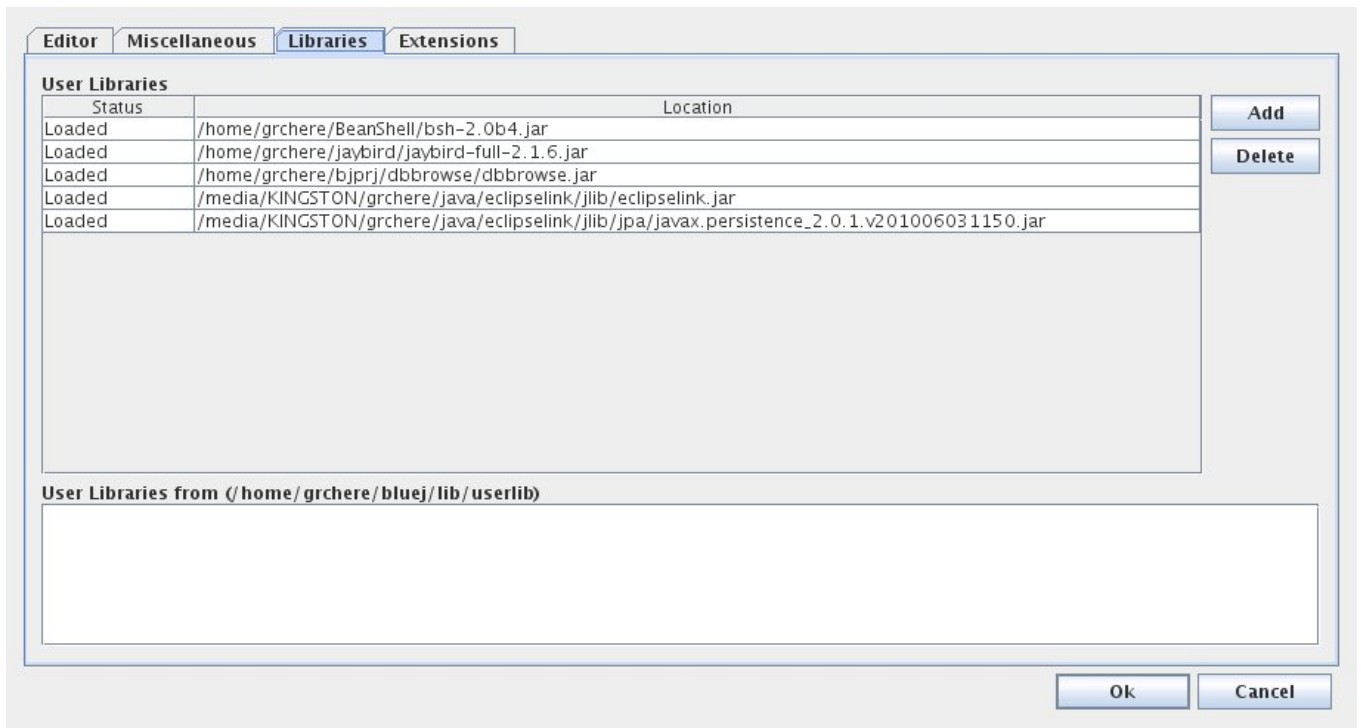 Editor Miscellaneous Libraries Extensions
User Libraries
Status Location
Loaded /home/grchere/BeanShell/bsh-2.0b4.jar
Loaded /home/grchere/jaybird/jaybird-full-2.1.6.jar
Loaded /home/grchere/bjprj/dbbrowse/dbbrowse.jar
Loaded /media/KINGSTON/grchere/java/eclipselink/jlib/eclipselink.jar
Loaded /media/KINGSTON/grchere/java/eclipselink/jlib/jpa/javax.persistence_2.0.1.v201006031150.jar
Add
Delete
User Libraries from (/home/grchere/bluej/lib/userlib)
Ok Cancel